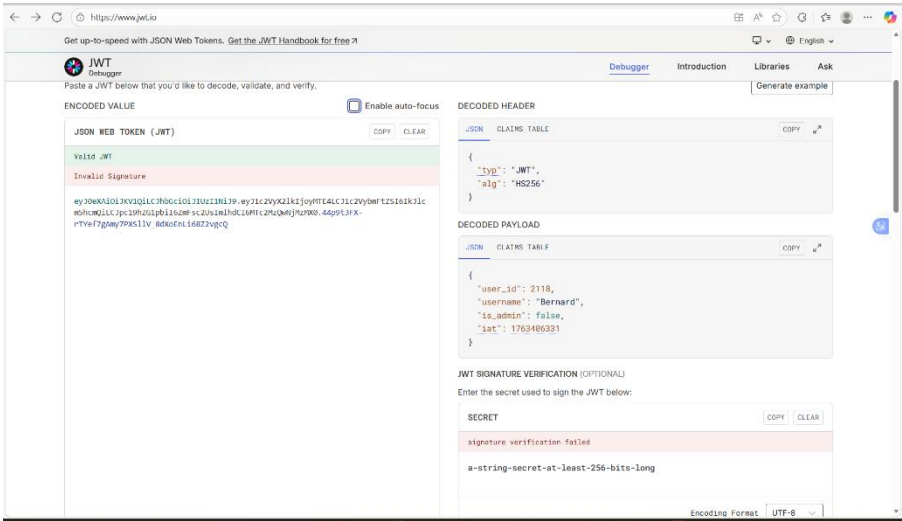 https://www.jwt.io
Get up-to-speed with JSON Web Tokens. Get the JWT Handbook for free
English
JWT
Debugger
Debugger Introduction Libraries Ask
Paste a JWT below that you'd like to decode, validate, and verify.
Generate example
ENCODED VALUE
Enable auto-focus
JSON WEB TOKEN (JWT)
COPY CLEAR
Valid JWT
Invalid Signature
DECODED HEADER
JSON CLAIMS TABLE
COPY
{
"typ": "JWT",
"alg": "HS256"
}
DECODED PAYLOAD
JSON CLAIMS TABLE
COPY
{
"user_id": 2118,
"username": "Bernard",
"is_admin": false,
"iat": 1763406331
}
JWT SIGNATURE VERIFICATION (OPTIONAL)
Enter the secret used to sign the JWT below:
SECRET
COPY CLEAR
signature verification failed
a-string-secret-at-least-256-bits-long
Encoding Format UTF-8